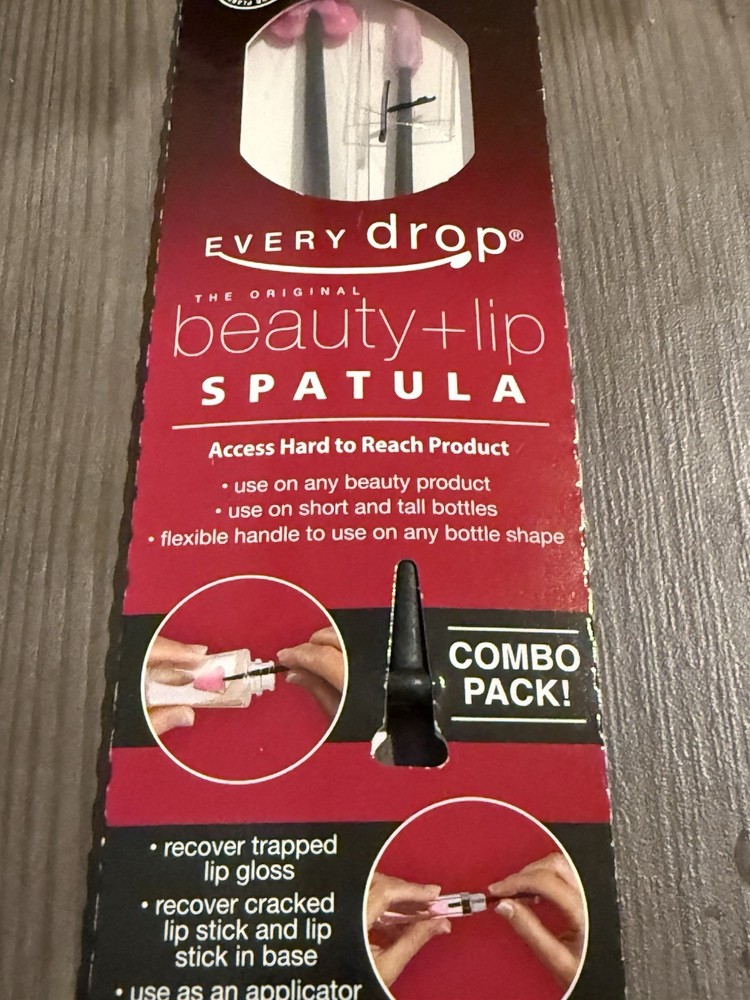 EVERY drop®
THE ORIGINAL
beauty+lip
SPATULA
Access Hard to Reach Product
• use on any beauty product
• use on short and tall bottles
• flexible handle to use on any bottle shape
COMBO
PACK!
• recover trapped
lip gloss
• recover cracked
lip stick and lip
stick in base
• use as an applicator